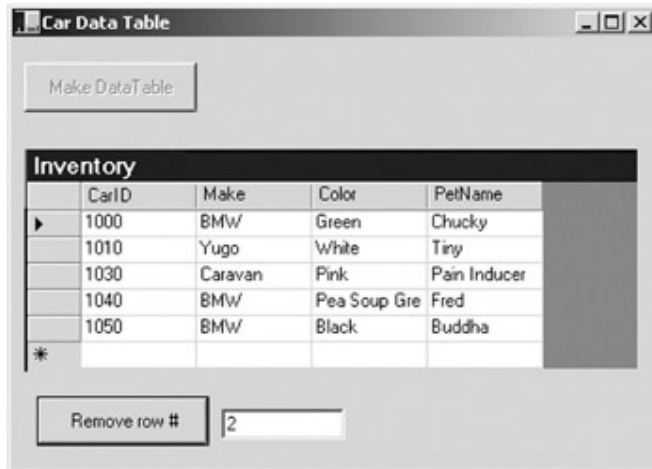 Car Data Table
Make DataTable
Inventory
CarID Make Color PetName
1000 BMW Green Chucky
1010 Yugo White Tiny
1030 Caravan Pink Pain Inducer
1040 BMW Pea Soup Gre Fred
1050 BMW Black Buddha
*
Remove row # 2